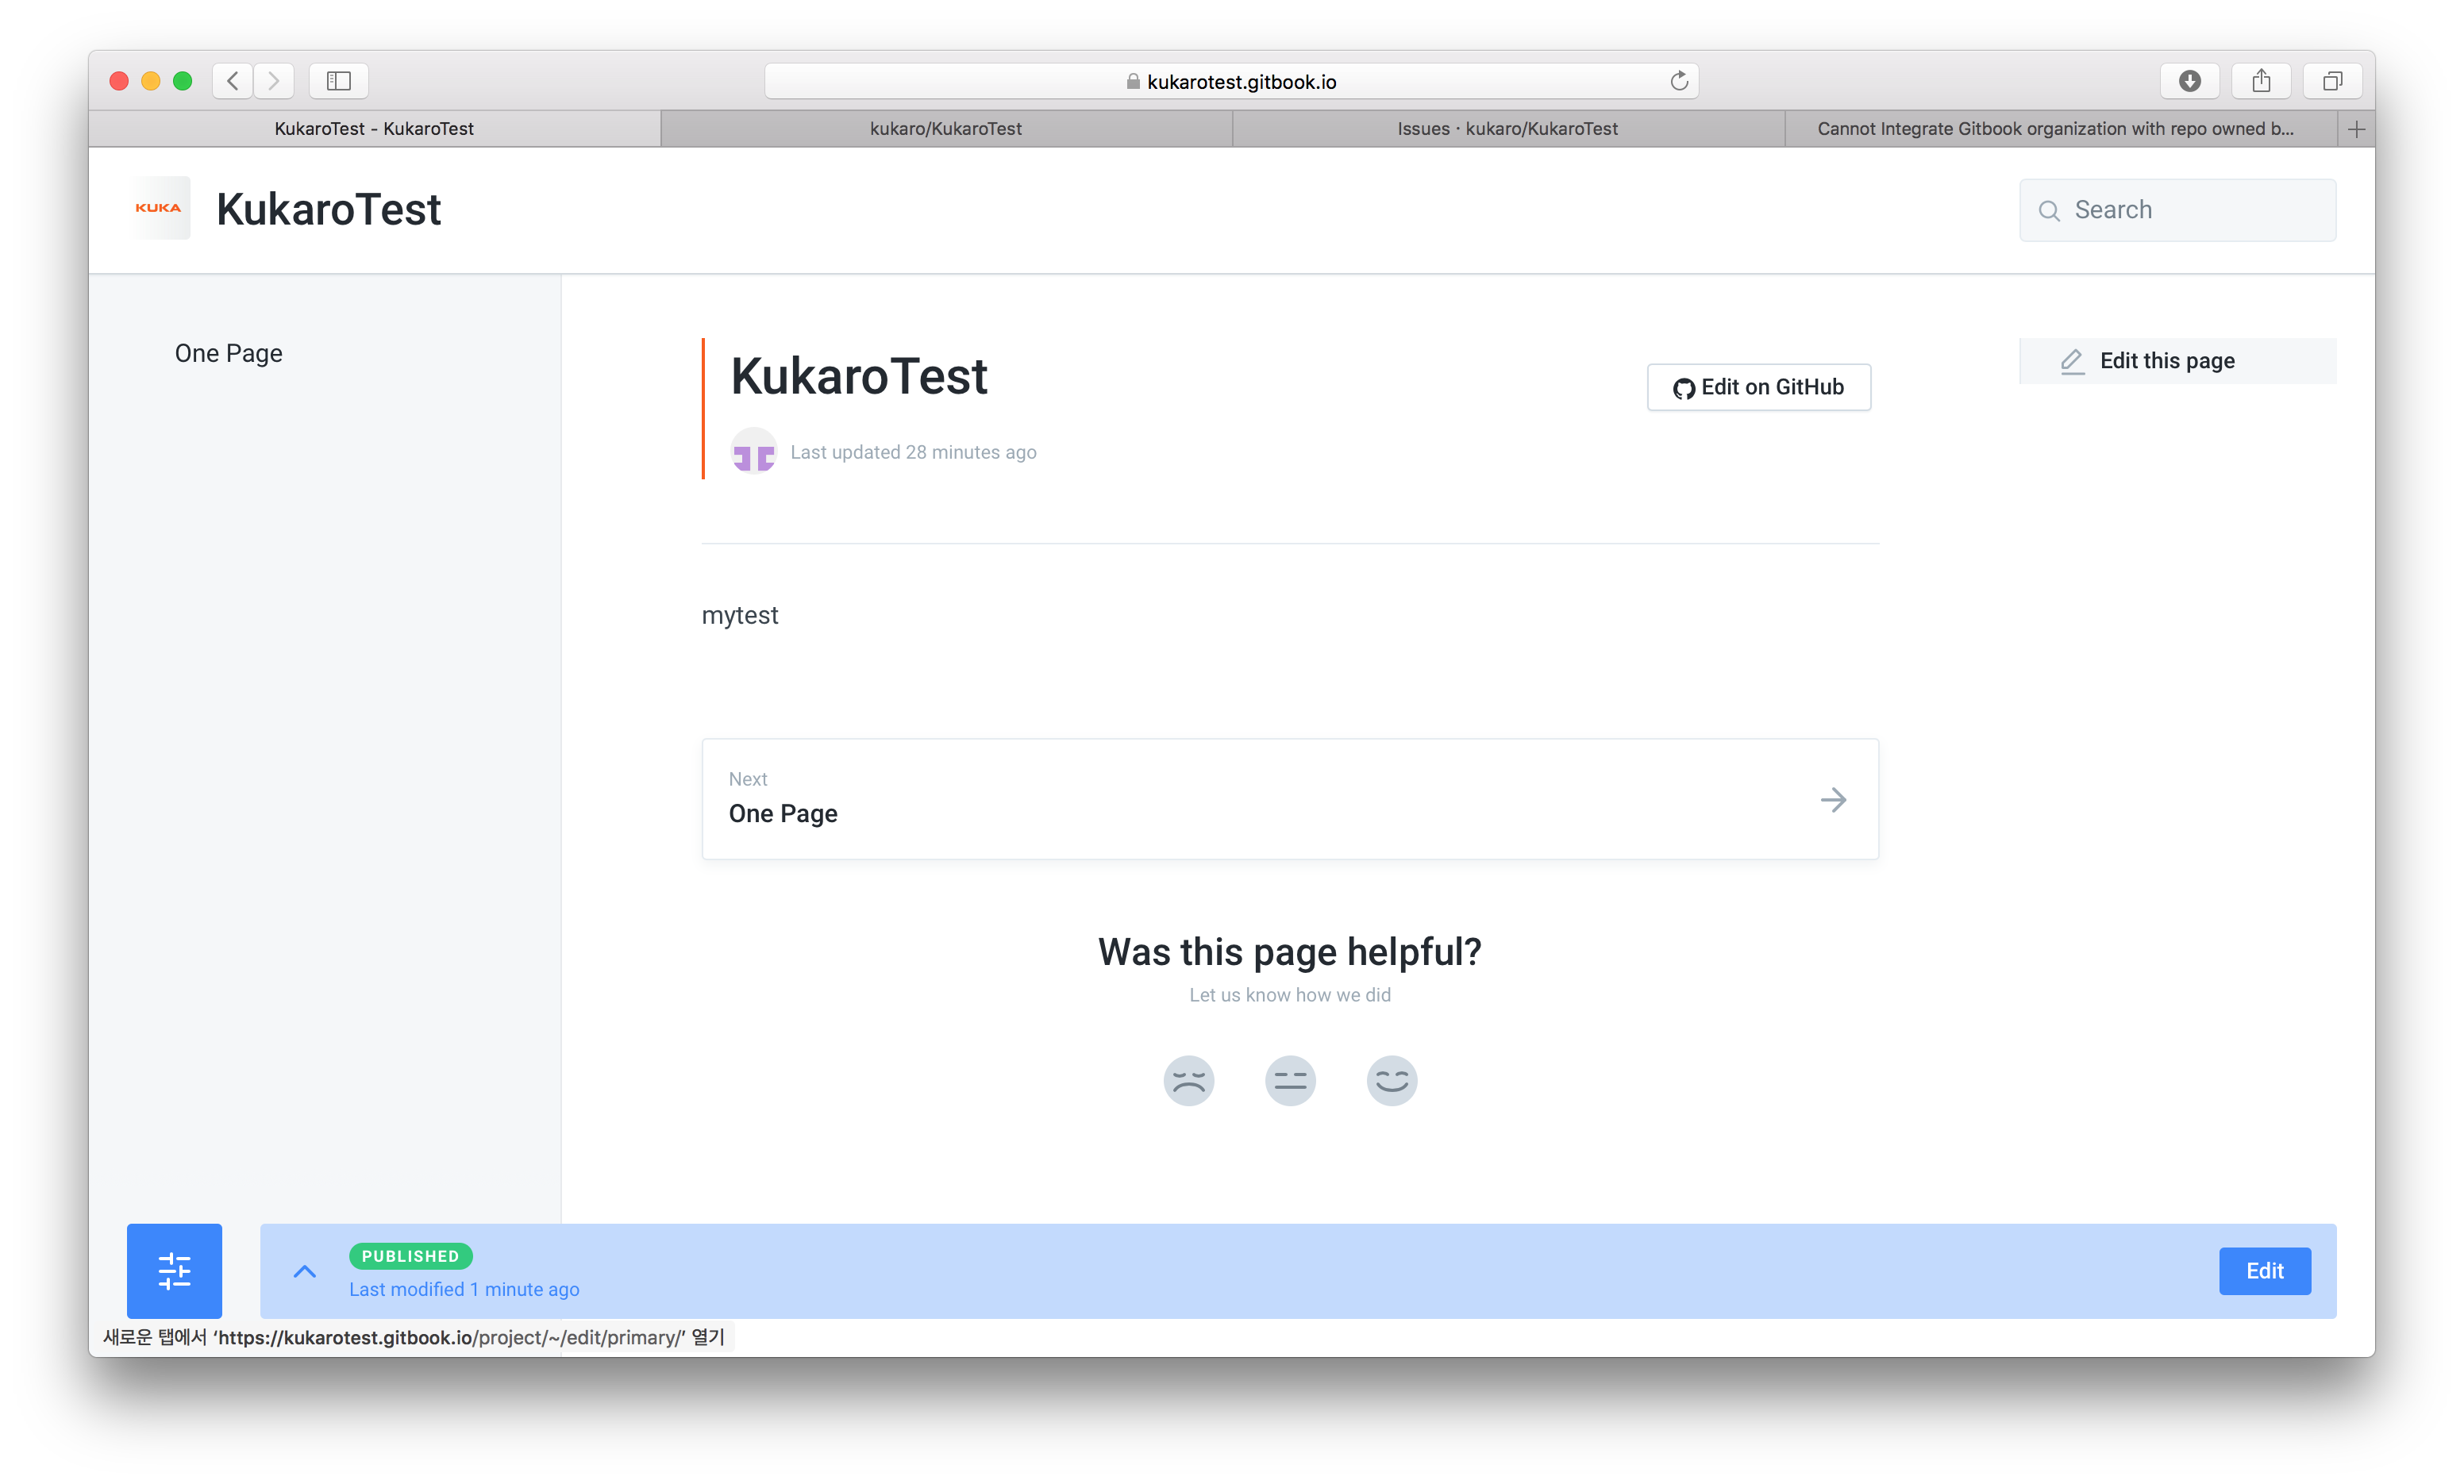 kukarotest.gitbook.io
KukaroTest - KukaroTest
kukaro/KukaroTest
Issues · kukaro/KukaroTest
Cannot Integrate Gitbook organization with repo owned b...
KUKA
KukaroTest
Search
One Page
KukaroTest
Edit on GitHub
Edit this page
Last updated 28 minutes ago
mytest
Next
One Page
Was this page helpful?
Let us know how we did
PUBLISHED
Last modified 1 minute ago
Edit
새로운 탭에서 ‘https://kukarotest.gitbook.io/project/~/edit/primary/’ 열기